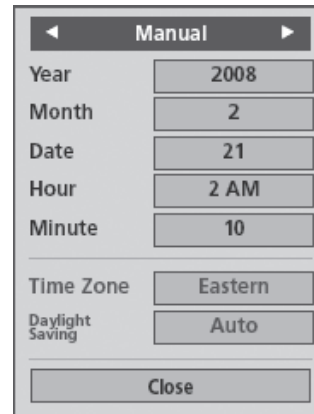 ◄ Manual ►
Year 2008
Month 2
Date 21
Hour 2 AM
Minute 10
Time Zone Eastern
Daylight
Saving Auto
Close